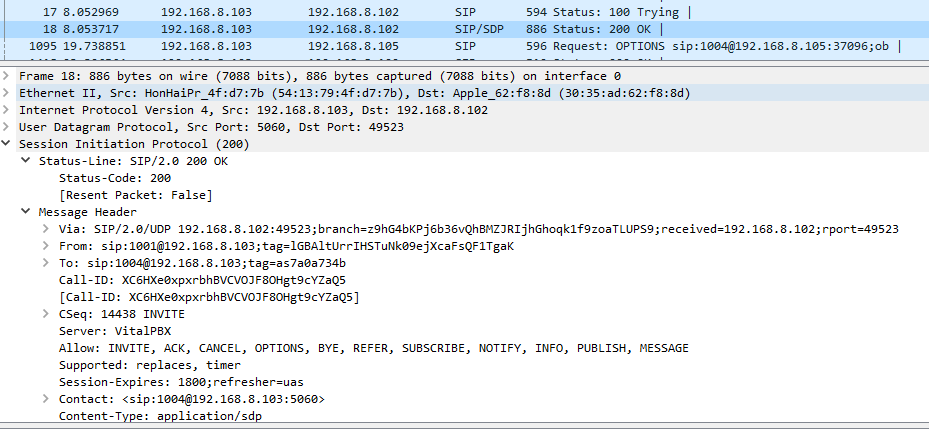 17 8.052969 192.168.8.103 192.168.8.102 SIP 594 Status: 100 Trying |
18 8.053717 192.168.8.103 192.168.8.102 SIP/SDP 886 Status: 200 OK |
1095 19.738851 192.168.8.103 192.168.8.105 SIP 596 Request: OPTIONS sip:1004@192.168.8.105:37096;ob |
Frame 18: 886 bytes on wire (7088 bits), 886 bytes captured (7088 bits) on interface 0
Ethernet II, Src: HonHaiPr_4f:d7:7b (54:13:79:4f:d7:7b), Dst: Apple_62:f8:8d (30:35:ad:62:f8:8d)
Internet Protocol Version 4, Src: 192.168.8.103, Dst: 192.168.8.102
User Datagram Protocol, Src Port: 5060, Dst Port: 49523
Session Initiation Protocol (200)
Status-Line: SIP/2.0 200 OK
Status-Code: 200
[Resent Packet: False]
Message Header
Via: SIP/2.0/UDP 192.168.8.102:49523;branch=z9hG4bKPj6b36vQhBMZJRIjhGhoqk1f9zoaTLUPS9;received=192.168.8.102;rport=49523
From: sip:1001@192.168.8.103;tag=lGBAltUrrIHSTuNk09ejXcaFsQF1TgaK
To: sip:1004@192.168.8.103;tag=as7a0a734b
Call-ID: XC6HXe0xpxrbhBVCVOJF8OHgt9cYZaQ5
[Call-ID: XC6HXe0xpxrbhBVCVOJF8OHgt9cYZaQ5]
CSeq: 14438 INVITE
Server: VitalPBX
Allow: INVITE, ACK, CANCEL, OPTIONS, BYE, REFER, SUBSCRIBE, NOTIFY, INFO, PUBLISH, MESSAGE
Supported: replaces, timer
Session-Expires: 1800;refresher=uas
Contact: <sip:1004@192.168.8.103:5060>
Content-Type: application/sdp